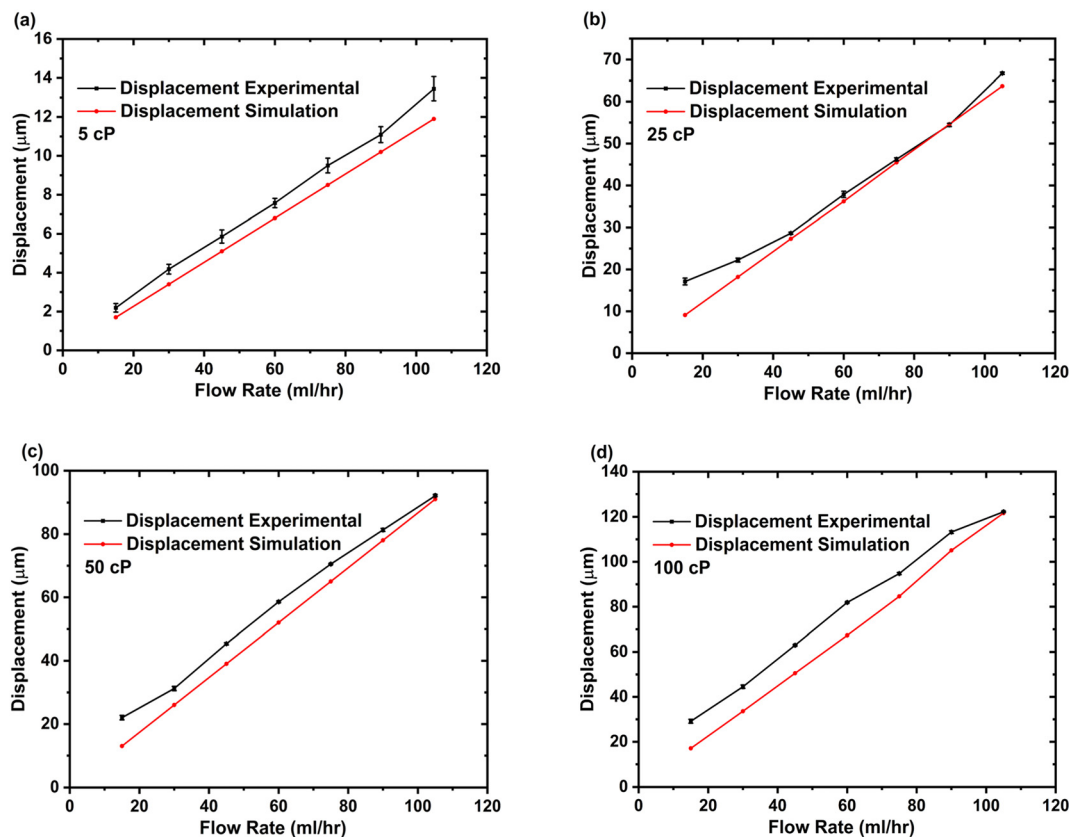 (a)
16
14
12
10
8
6
4
2
0
Displacement (μm)
Displacement Experimental
Displacement Simulation
5 cP
0 20 40 60 80 100 120
Flow Rate (ml/hr)
(b)
70
60
50
40
30
20
10
0
Displacement (μm)
Displacement Experimental
Displacement Simulation
25 cP
0 20 40 60 80 100 120
Flow Rate (ml/hr)
(c)
100
80
60
40
20
0
Displacement (μm)
Displacement Experimental
Displacement Simulation
50 cP
0 20 40 60 80 100 120
Flow Rate (ml/hr)
(d)
140
120
100
80
60
40
20
0
Displacement (μm)
Displacement Experimental
Displacement Simulation
100 cP
0 20 40 60 80 100 120
Flow Rate (ml/hr)